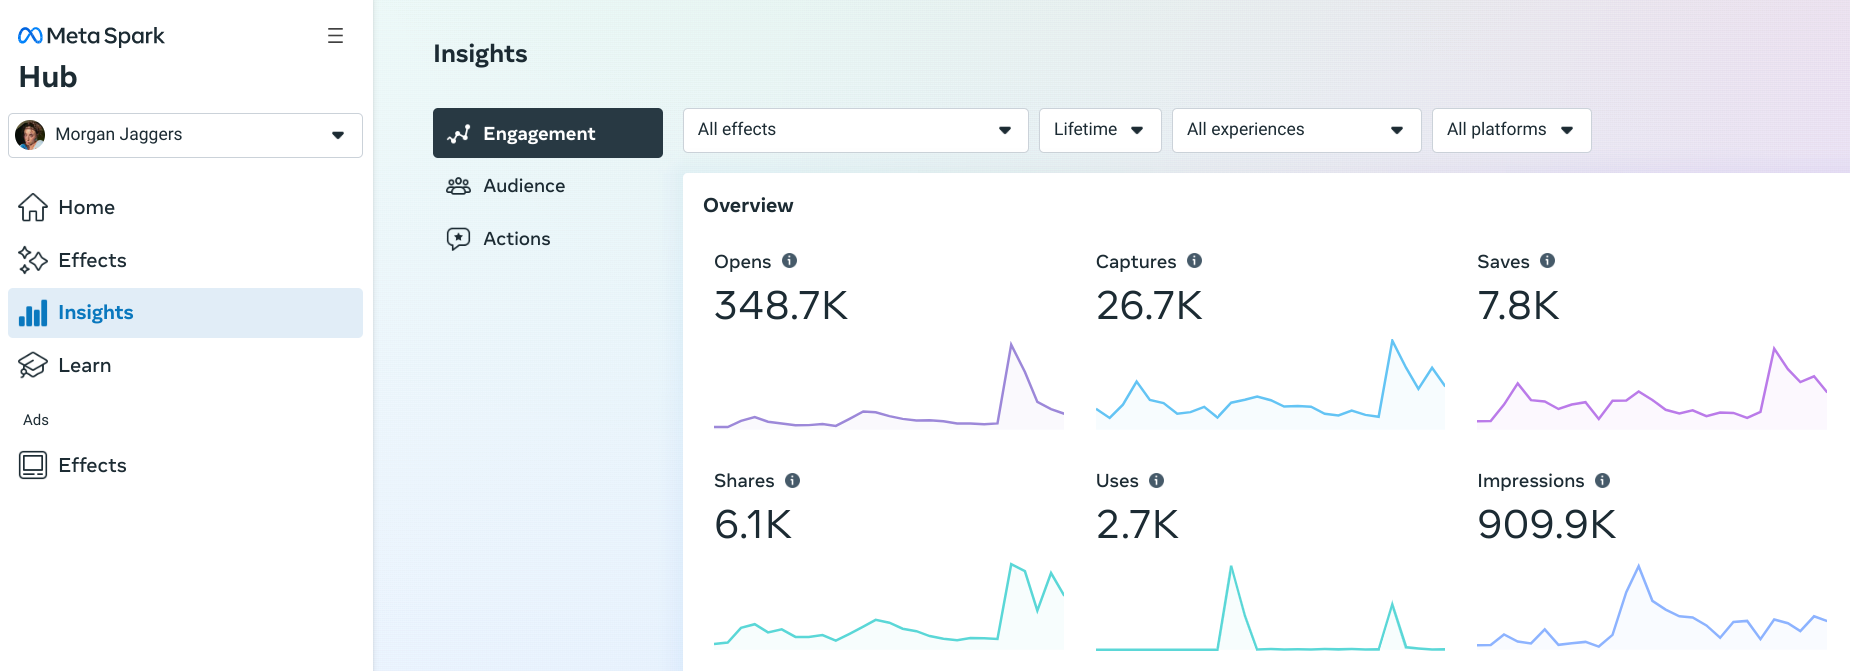 Meta Spark
Hub
Morgan Jaggers
Home
Effects
Insights
Learn
Ads
Effects
Insights
Engagement
Audience
Actions
All effects
Lifetime
All experiences
All platforms
Overview
Opens
348.7K
Captures
26.7K
Saves
7.8K
Shares
6.1K
Uses
2.7K
Impressions
909.9K